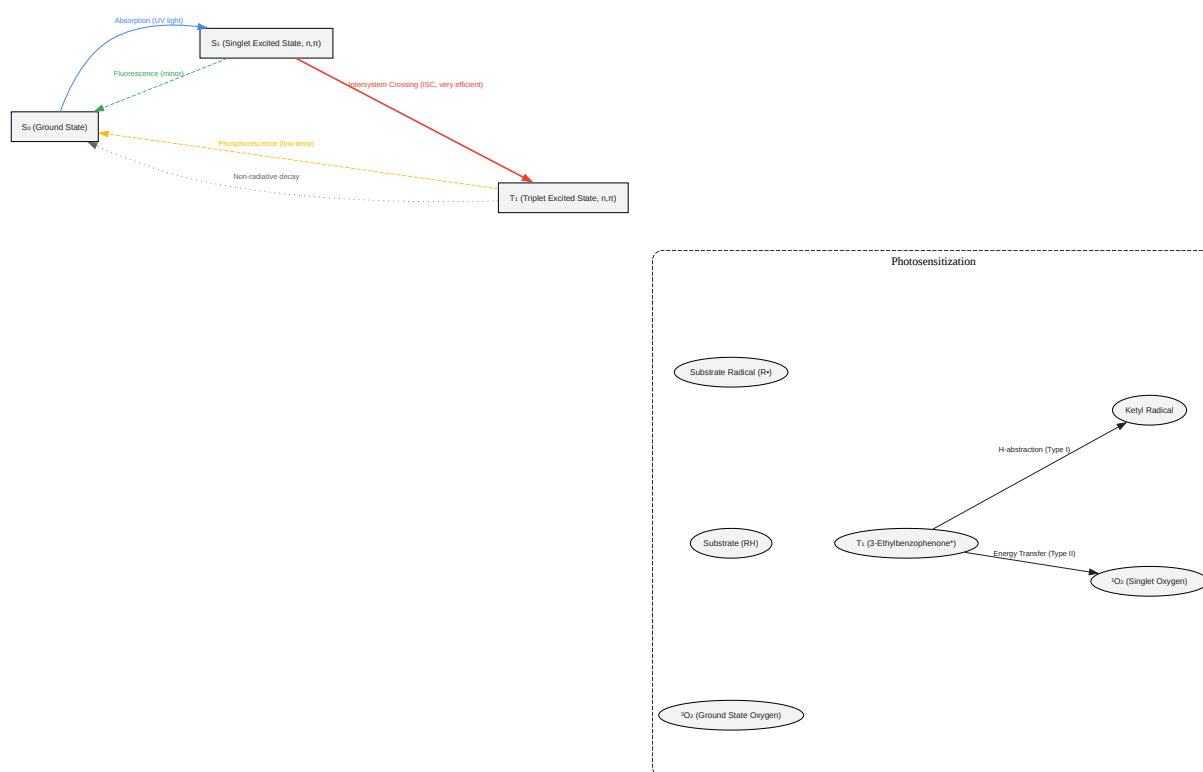 Absorption (UV light)
S₁ (Singlet Excited State, n,π)
Fluorescence (minor)
Intersystem Crossing (ISC, very efficient)
S₀ (Ground State)
Phosphorescence (low temp)
Non-radiative decay
T₁ (Triplet Excited State, n,π)
Photosensitization
Substrate Radical (R•)
Ketyl Radical
H-abstraction (Type I)
Substrate (RH)
T₁ (3-Ethylbenzophenone*)
Energy Transfer (Type II)
¹O₂ (Singlet Oxygen)
³O₂ (Ground State Oxygen)